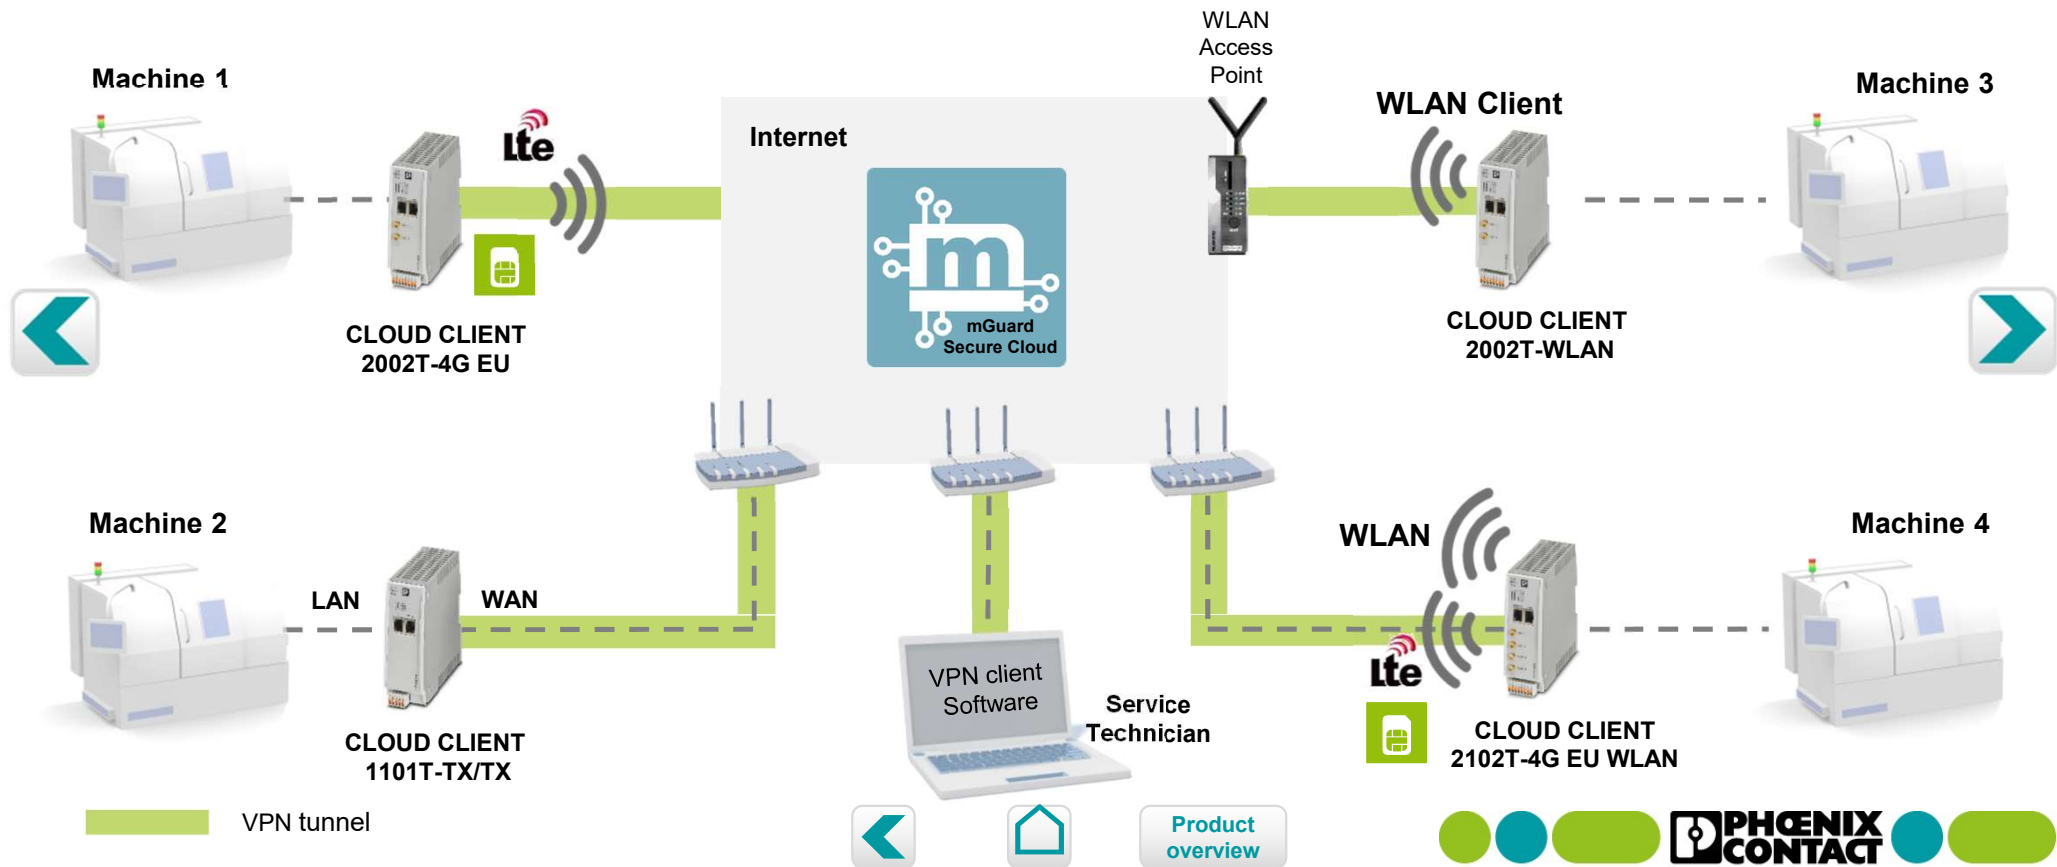 WLAN
Access
Point
Machine 1
Lte
Internet
WLAN Client
Machine 3
m
mGuard
Secure Cloud
CLOUD CLIENT
2002T-4G EU
CLOUD CLIENT
2002T-WLAN
Machine 2
LAN
WAN
WLAN
Machine 4
Lte
VPN client
Software
Service
Technician
CLOUD CLIENT
1101T-TX/TX
CLOUD CLIENT
2102T-4G EU WLAN
VPN tunnel
Product
overview
PHŒNIX
CONTACT